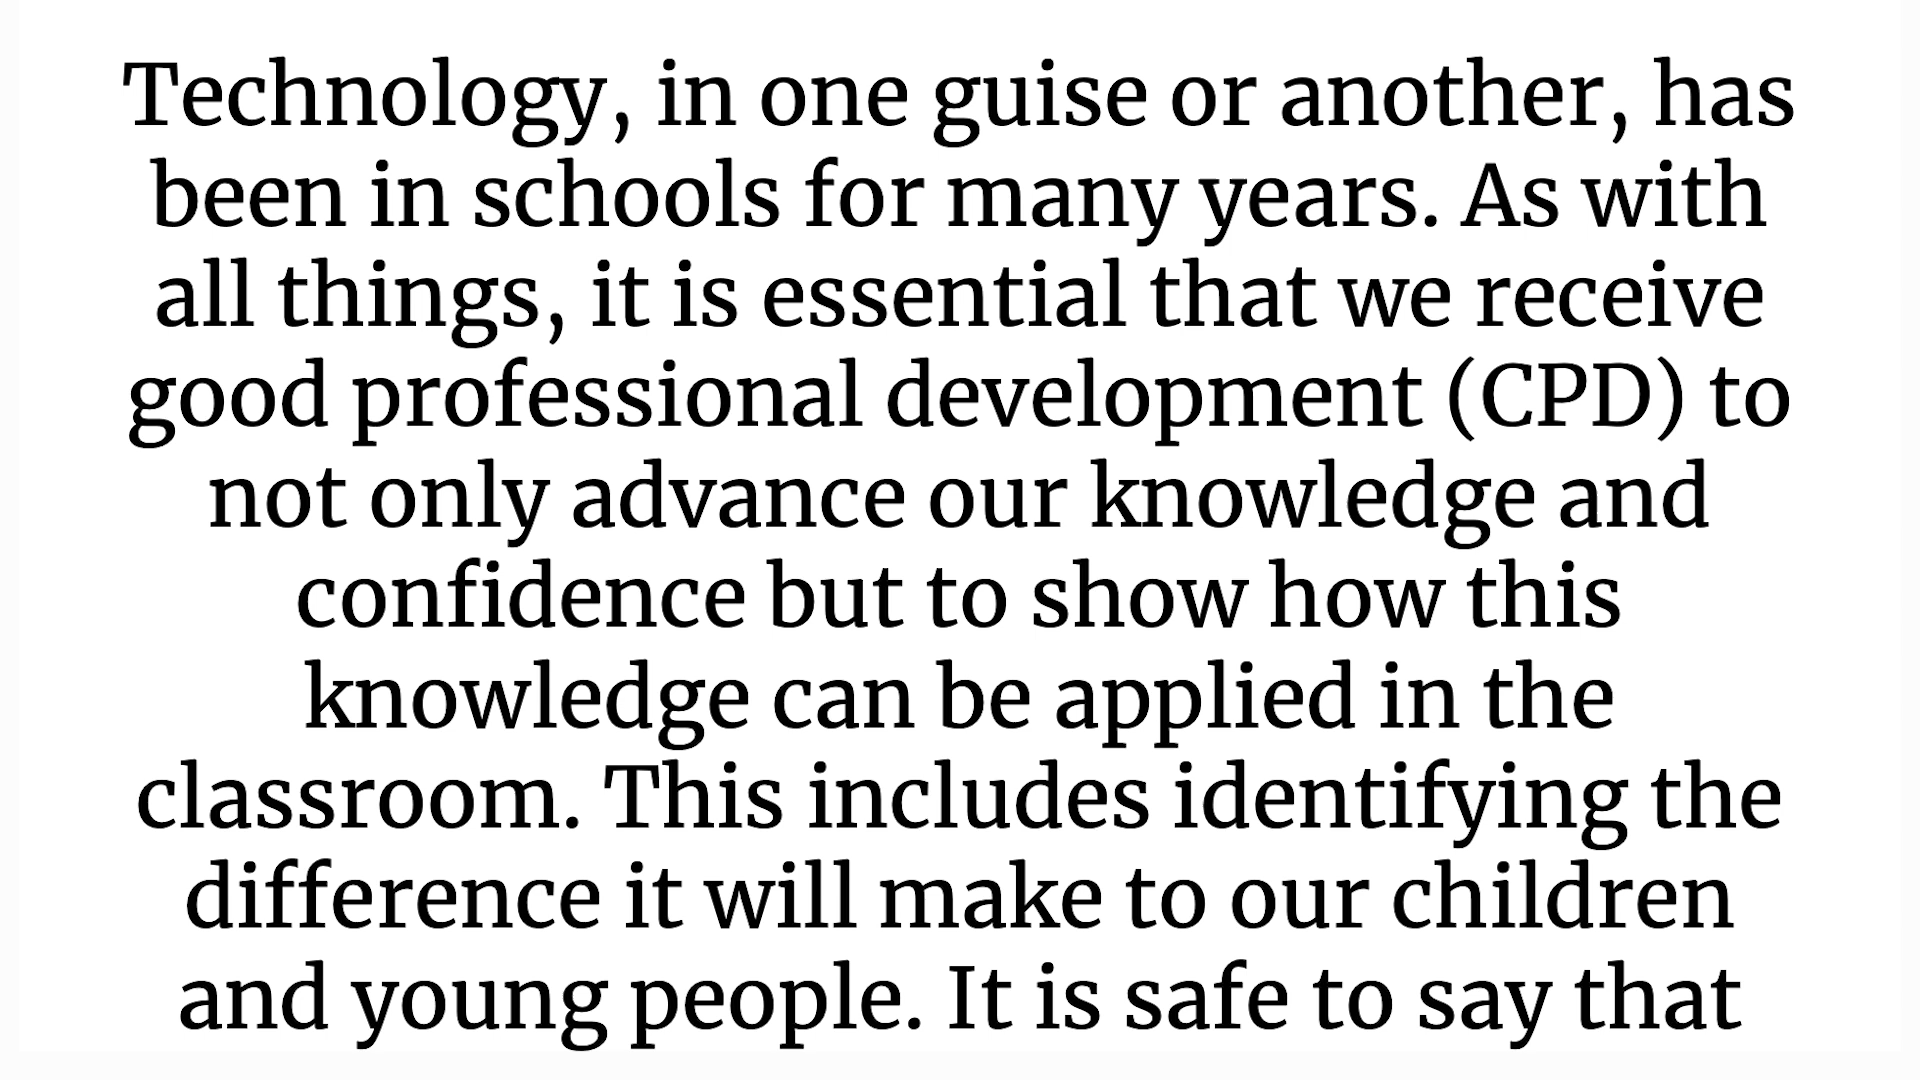 Technology, in one guise or another, has
been in schools for many years. As with
all things, it is essential that we receive
good professional development (CPD) to
not only advance our knowledge and
confidence but to show how this
knowledge can be applied in the
classroom. This includes identifying the
difference it will make to our children
and young people. It is safe to say that